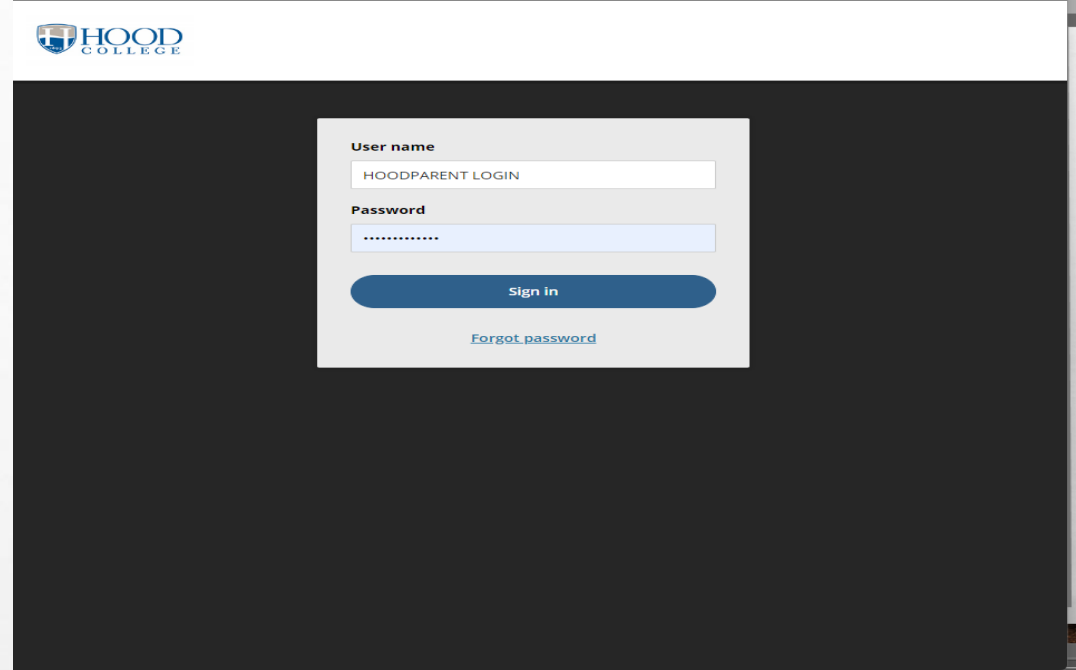 HOOD
COLLEGE
User name
HOODPARENT LOGIN
Password
•••••••••••••
Sign in
Forgot password